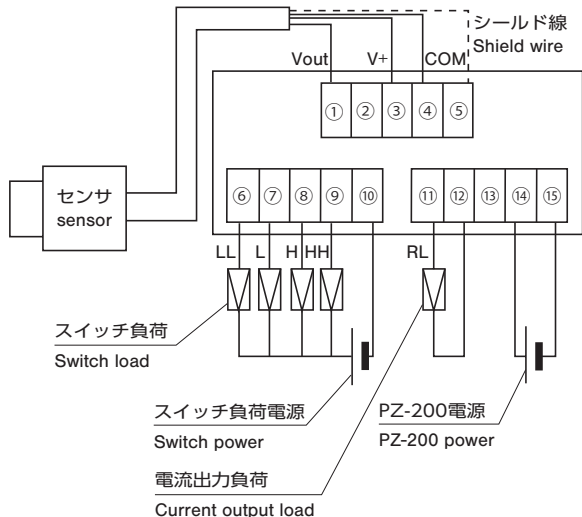 シールド線
Shield wire
Vout V+ COM
① ② ③ ④ ⑤
センサ
sensor
⑥ ⑦ ⑧ ⑨ ⑩ ⑪ ⑫ ⑬ ⑭ ⑮
LL L H HH RL
スイッチ負荷
Switch load
スイッチ負荷電源
Switch power
PZ-200電源
PZ-200 power
電流出力負荷
Current output load